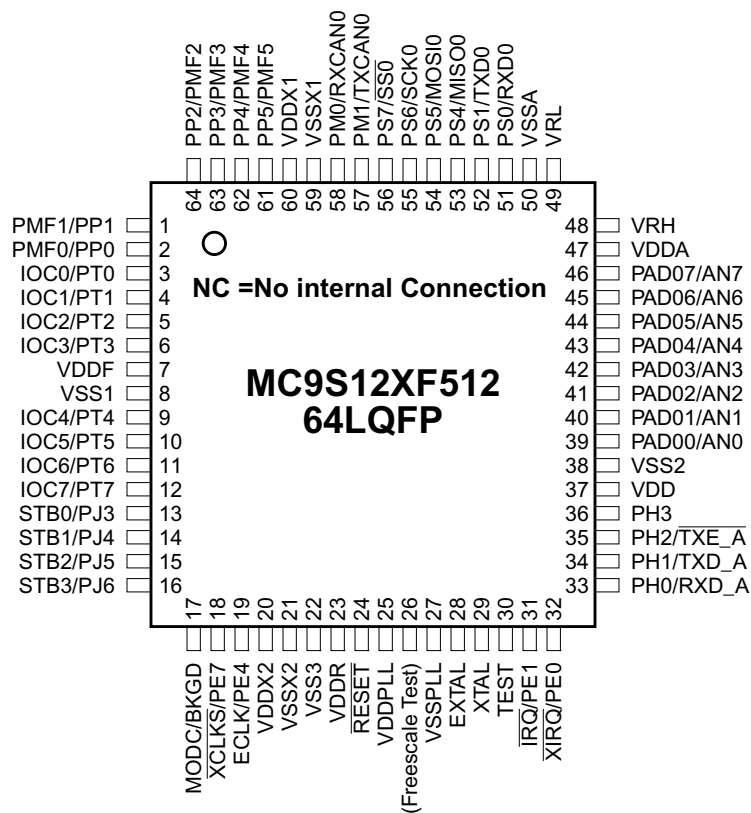 PP2/PMF2
PP3/PMF3
PP4/PMF4
PP5/PMF5
VDDX1
VSSX1
PM0/RXCAN0
PM1/TXCAN0
PS7/SS0
PS6/SCK0
PS5/MOSI0
PS4/MISO0
PS1/TXD0
PS0/RXD0
VSSA
VRL
64
63
62
61
60
59
58
57
56
55
54
53
52
51
50
49
PMF1/PP1 1
PMF0/PP0 2
IOC0/PT0 3
IOC1/PT1 4
IOC2/PT2 5
IOC3/PT3 6
VDDF 7
VSS1 8
IOC4/PT4 9
IOC5/PT5 10
IOC6/PT6 11
IOC7/PT7 12
STB0/PJ3 13
STB1/PJ4 14
STB2/PJ5 15
STB3/PJ6 16
NC =No internal Connection
MC9S12XF512
64LQFP
48 VRH
47 VDDA
46 PAD07/AN7
45 PAD06/AN6
44 PAD05/AN5
43 PAD04/AN4
42 PAD03/AN3
41 PAD02/AN2
40 PAD01/AN1
39 PAD00/AN0
38 VSS2
37 VDD
36 PH3
35 PH2/TXE_A
34 PH1/TXD_A
33 PH0/RXD_A
17
18
19
20
21
22
23
24
25
26
27
28
29
30
31
32
MODC/BKGD
XCLKS/PE7
ECLK/PE4
VDDX2
VSSX2
VSS3
VDDR
RESET
VDDPLL
(Freescale Test)
VSSPLL
EXTAL
XTAL
TEST
IRQ/PE1
XIRQ/PE0